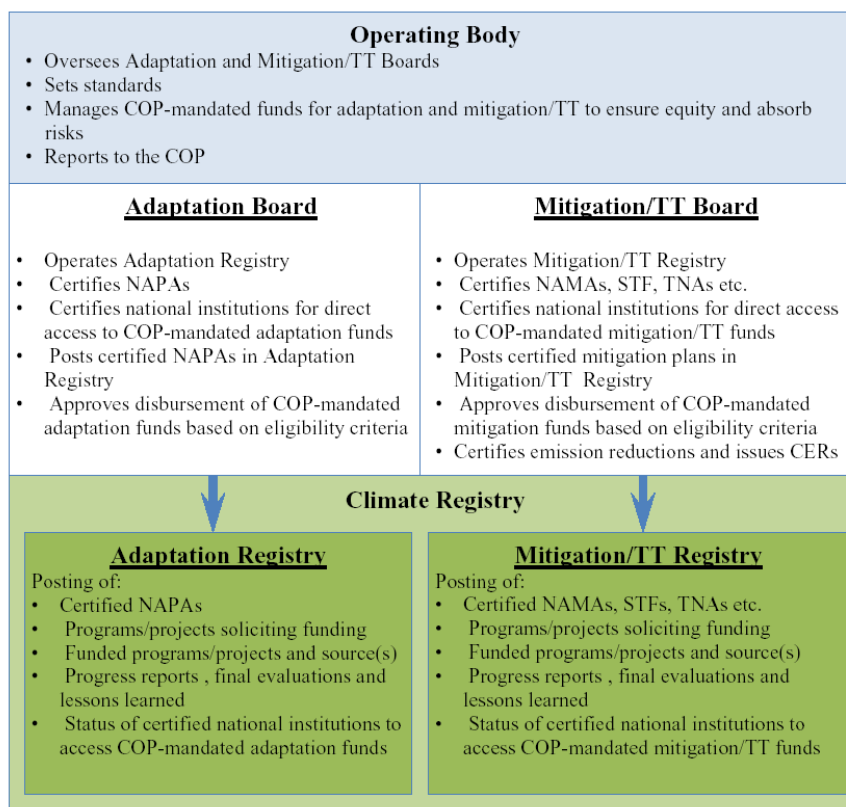 Operating Body
• Oversees Adaptation and Mitigation/TT Boards
• Sets standards
• Manages COP-mandated funds for adaptation and mitigation/TT to ensure equity and absorb
risks
• Reports to the COP
Adaptation Board
• Operates Adaptation Registry
• Certifies NAPAs
• Certifies national institutions for direct
access to COP-mandated adaptation funds
• Posts certified NAPAs in Adaptation
Registry
• Approves disbursement of COP-mandated
adaptation funds based on eligibility criteria
Mitigation/TT Board
• Operates Mitigation/TT Registry
• Certifies NAMAs, STF, TNAs etc.
• Certifies national institutions for direct access
to COP-mandated mitigation/TT funds
• Posts certified mitigation plans in
Mitigation/TT Registry
• Approves disbursement of COP-mandated
mitigation funds based on eligibility criteria
• Certifies emission reductions and issues CERs
Climate Registry
Adaptation Registry
Posting of:
• Certified NAPAs
• Programs/projects soliciting funding
• Funded programs/projects and source(s)
• Progress reports , final evaluations and
lessons learned
• Status of certified national institutions to
access COP-mandated adaptation funds
Mitigation/TT Registry
Posting of:
• Certified NAMAs, STFs, TNAs etc.
• Programs/projects soliciting funding
• Funded programs/projects and source(s)
• Progress reports , final evaluations and
lessons learned
• Status of certified national institutions to
access COP-mandated mitigation/TT funds